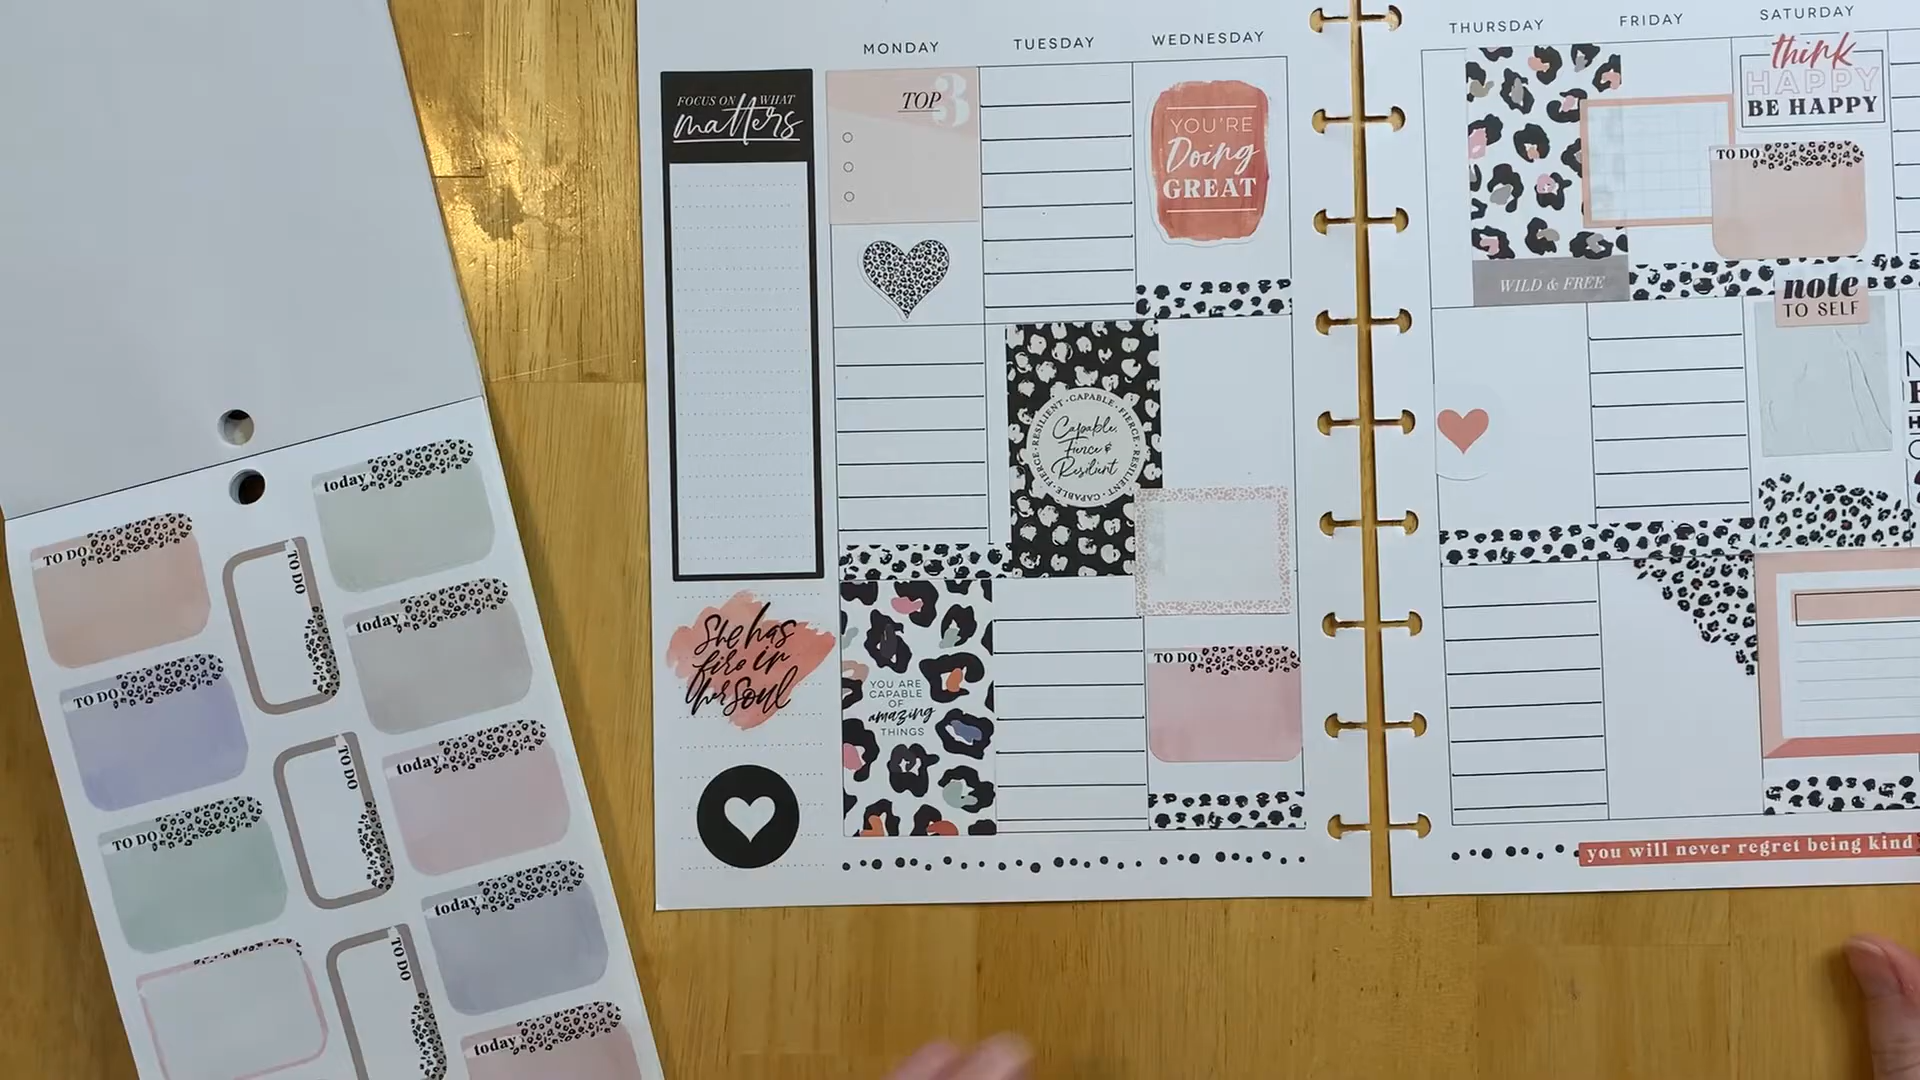 MONDAY
TUESDAY
WEDNESDAY
THURSDAY
FRIDAY
SATURDAY
FOCUS ON WHAT
matters
TOP 3
YOU'RE
Doing
GREAT
think
HAPPY
BE HAPPY
TO DO
WILD & FREE
note
TO SELF
CAPABLE • FIERCE • RESILIENT • CAPABLE • FIERCE • RESILIENT
Capable,
Fierce &
Resilient
She has
fire in
her Soul
YOU ARE
CAPABLE
OF
amazing
THINGS
TO DO
you will never regret being kind
today
TO DO
TO DO
today
TO DO
TO DO
today
TO DO
today
TO DO
today